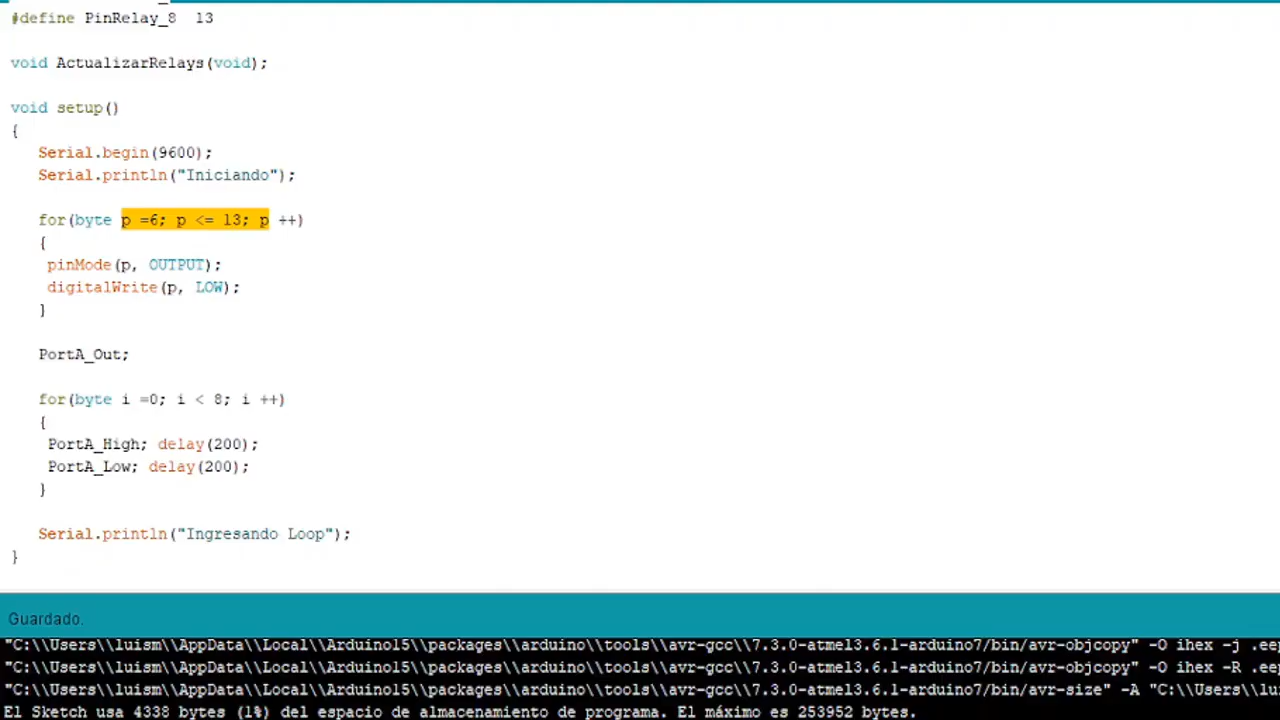 #define PinRelay_8  13
void ActualizarRelays(void);
void setup()
{
Serial.begin(9600);
Serial.println("Iniciando");
for(byte p =6; p <= 13; p ++)
{
pinMode(p, OUTPUT);
digitalWrite(p, LOW);
}
PortA_Out;
for(byte i =0; i < 8; i ++)
{
PortA_High; delay(200);
PortA_Low; delay(200);
}
Serial.println("Ingresando Loop");
}
Guardado.
"C:\\Users\\luism\\AppData\\Local\\Arduino15\\packages\\arduino\\tools\\avr-gcc\\7.3.0-atmel3.6.1-arduino7/bin/avr-objcopy" -O ihex -j .eep
"C:\\Users\\luism\\AppData\\Local\\Arduino15\\packages\\arduino\\tools\\avr-gcc\\7.3.0-atmel3.6.1-arduino7/bin/avr-objcopy" -O ihex -R .eep
"C:\\Users\\luism\\AppData\\Local\\Arduino15\\packages\\arduino\\tools\\avr-gcc\\7.3.0-atmel3.6.1-arduino7/bin/avr-size" -A "C:\\Users\\lui
El Sketch usa 4338 bytes (1%) del espacio de almacenamiento de programa. El máximo es 253952 bytes.